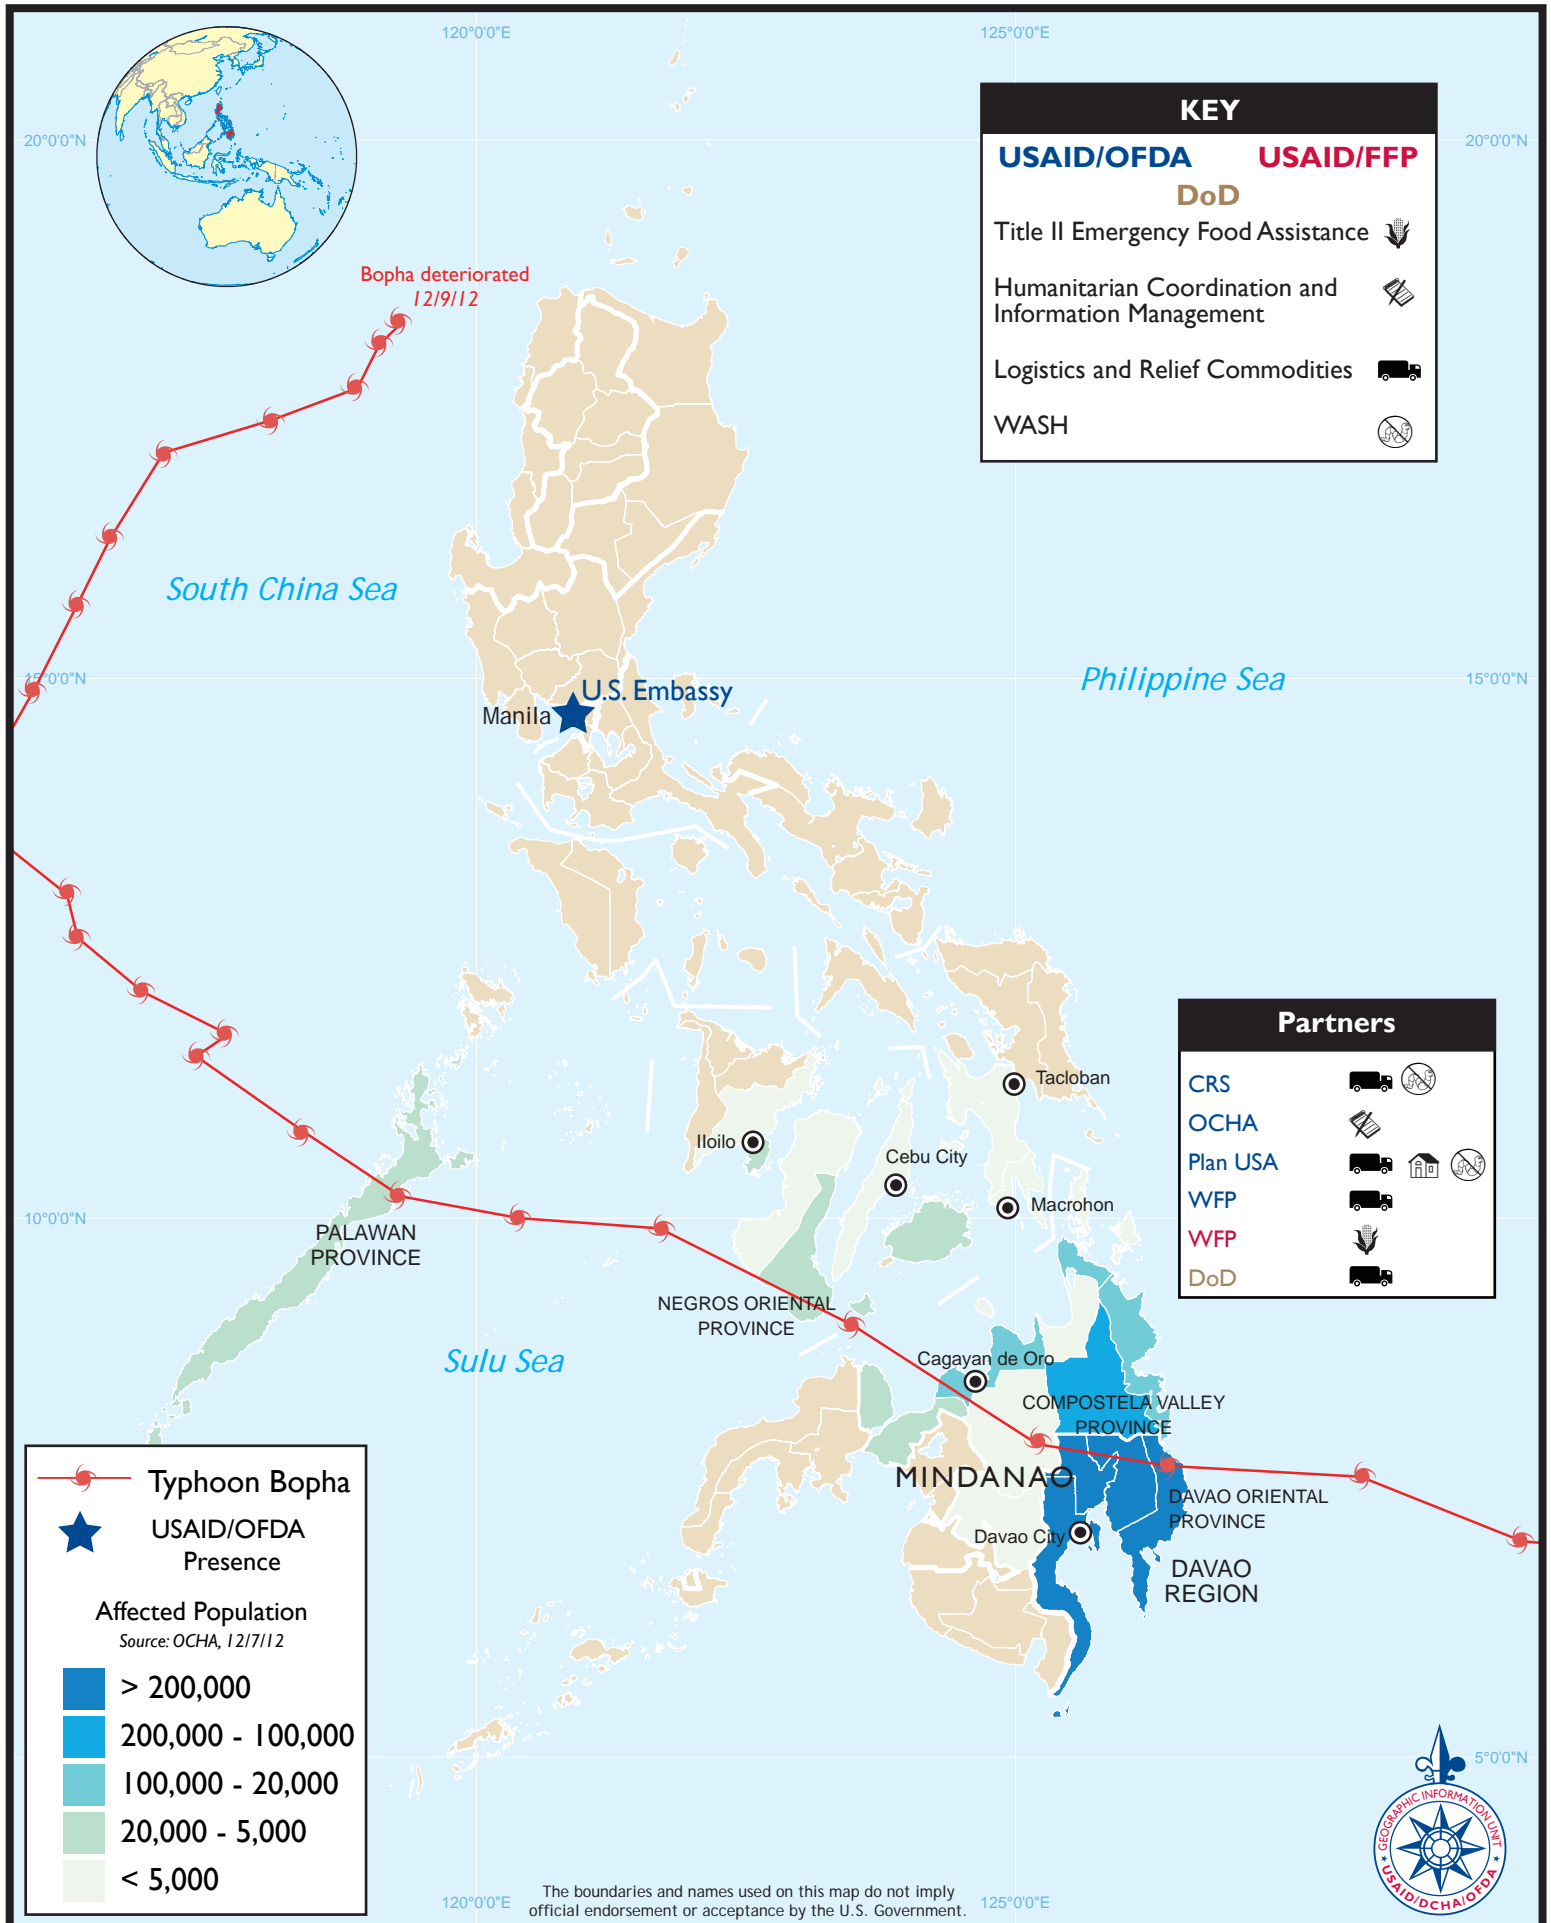 120°0'0"E
125°0'0"E
20°0'0"N
20°0'0"N
KEY
USAID/OFDA
USAID/FFP
DoD
Title II Emergency Food Assistance
Humanitarian Coordination and
Information Management
Logistics and Relief Commodities
WASH
Bopha deteriorated
12/9/12
South China Sea
Philippine Sea
15°0'0"N
15°0'0"N
U.S. Embassy
Manila
Partners
CRS
OCHA
Plan USA
WFP
WFP
DoD
Tacloban
Iloilo
Cebu City
Macrohon
10°0'0"N
PALAWAN
PROVINCE
NEGROS ORIENTAL
PROVINCE
Sulu Sea
Cagayan de Oro
COMPOSTELA VALLEY
PROVINCE
MINDANAO
DAVAO ORIENTAL
PROVINCE
Davao City
DAVAO
REGION
Typhoon Bopha
USAID/OFDA
Presence
Affected Population
Source: OCHA, 12/7/12
> 200,000
200,000 - 100,000
100,000 - 20,000
20,000 - 5,000
< 5,000
5°0'0"N
GEOGRAPHIC INFORMATION UNIT
USAID/DCHA/OFDA
120°0'0"E
125°0'0"E
The boundaries and names used on this map do not imply
official endorsement or acceptance by the U.S. Government.